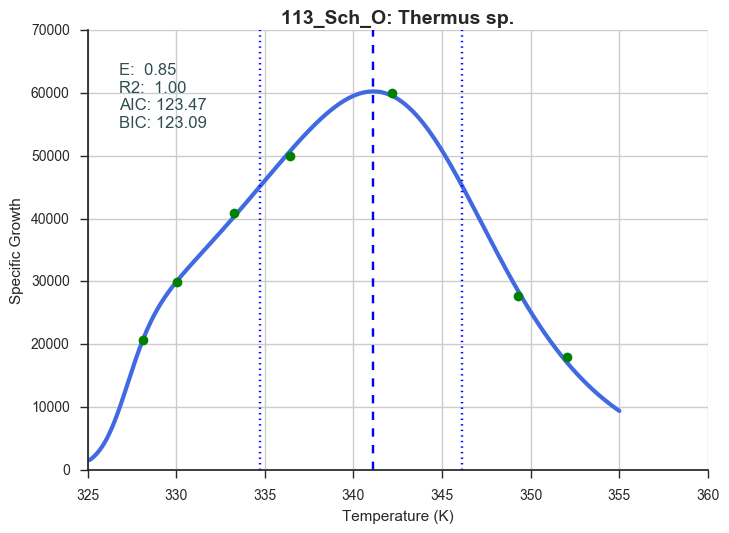 113_Sch_O: Thermus sp.
70000
E:  0.85
R2:  1.00
AIC: 123.47
BIC: 123.09
60000
50000
40000
30000
20000
10000
0
Specific Growth
325 330 335 340 345 350 355 360
Temperature (K)